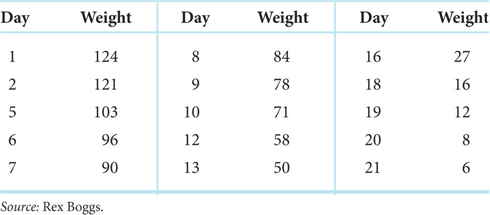 Day Weight Day Weight Day Weight
1 124 8 84 16 27
2 121 9 78 18 16
5 103 10 71 19 12
6 96 12 58 20 8
7 90 13 50 21 6
Source: Rex Boggs.